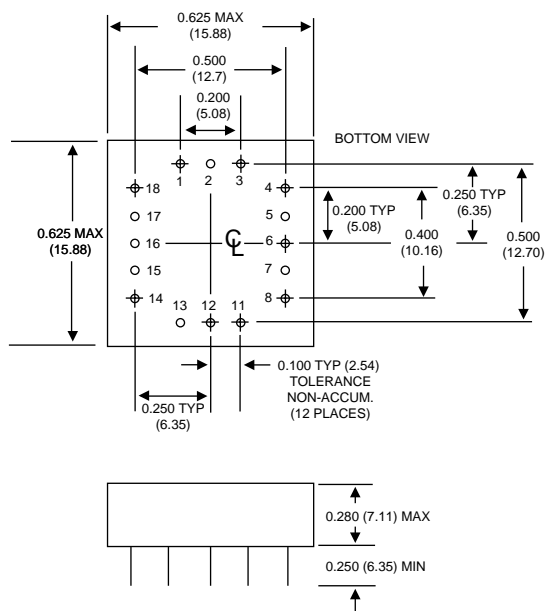 0.625 MAX
(15.88)
0.500
(12.7)
0.200
(5.08)
BOTTOM VIEW
1
2
3
18
4
0.250 TYP
(6.35)
17
5
0.200 TYP
(5.08)
0.625 MAX
(15.88)
16
℄
6
0.400
(10.16)
0.500
(12.70)
15
7
14
8
13
12
11
0.100 TYP (2.54)
TOLERANCE
NON-ACCUM.
(12 PLACES)
0.250 TYP
(6.35)
0.280 (7.11) MAX
0.250 (6.35) MIN